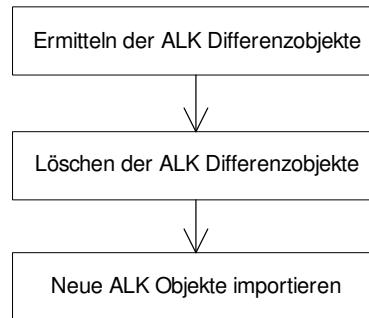 Ermitteln der ALK Differenzobjekte
Löschen der ALK Differenzobjekte
Neue ALK Objekte importieren